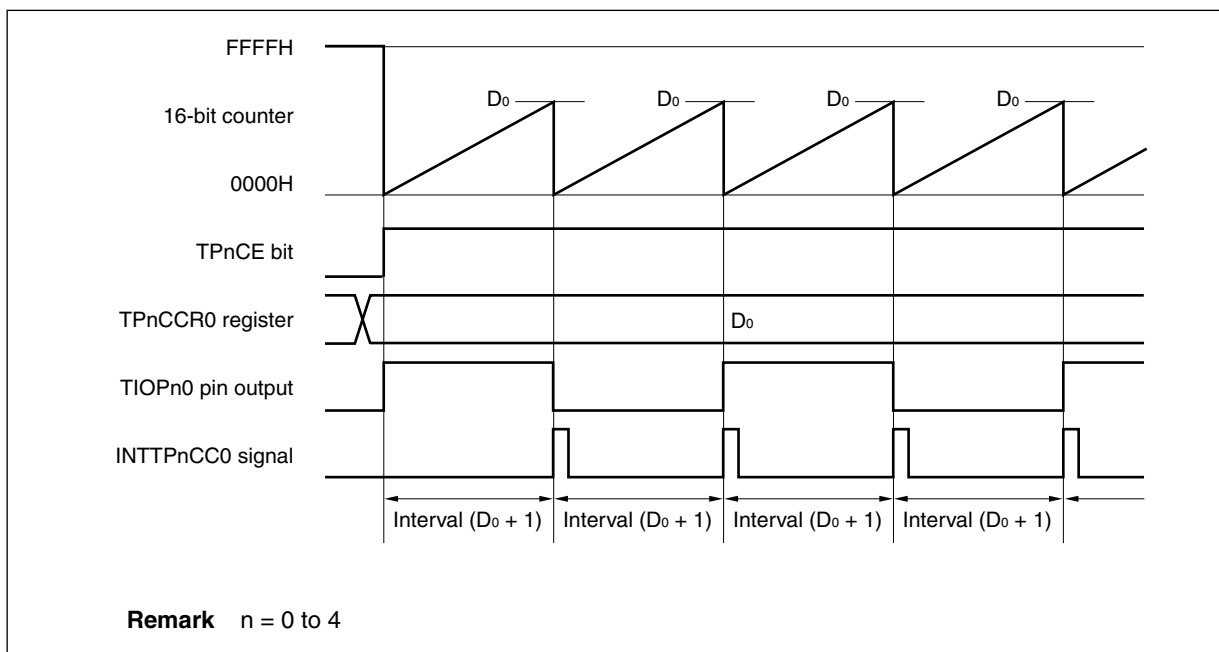 FFFFH
D0 D0 D0 D0
16-bit counter
0000H
TPnCE bit
TPnCCR0 register
D0
TIOPn0 pin output
INTTPnCC0 signal
Interval (D0 + 1) Interval (D0 + 1) Interval (D0 + 1) Interval (D0 + 1)
Remark n = 0 to 4